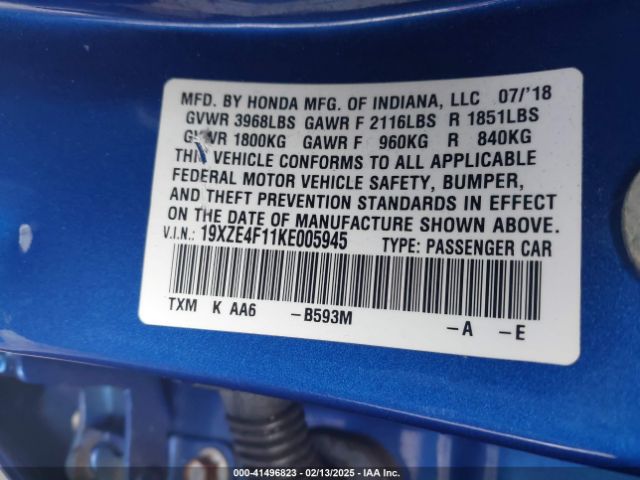 MFD. BY HONDA MFG. OF INDIANA, LLC 07/'18
GVWR 3968LBS GAWR F 2116LBS R 1851LBS
GVWR 1800KG GAWR F 960KG R 840KG
THIS VEHICLE CONFORMS TO ALL APPLICABLE
FEDERAL MOTOR VEHICLE SAFETY, BUMPER,
AND THEFT PREVENTION STANDARDS IN EFFECT
ON THE DATE OF MANUFACTURE SHOWN ABOVE.
V.I.N.: 19XZE4F11KE005945 TYPE: PASSENGER CAR
TXM K AA6 –B593M –A –E
000-41496823 — 02/13/2025 — IAA Inc.